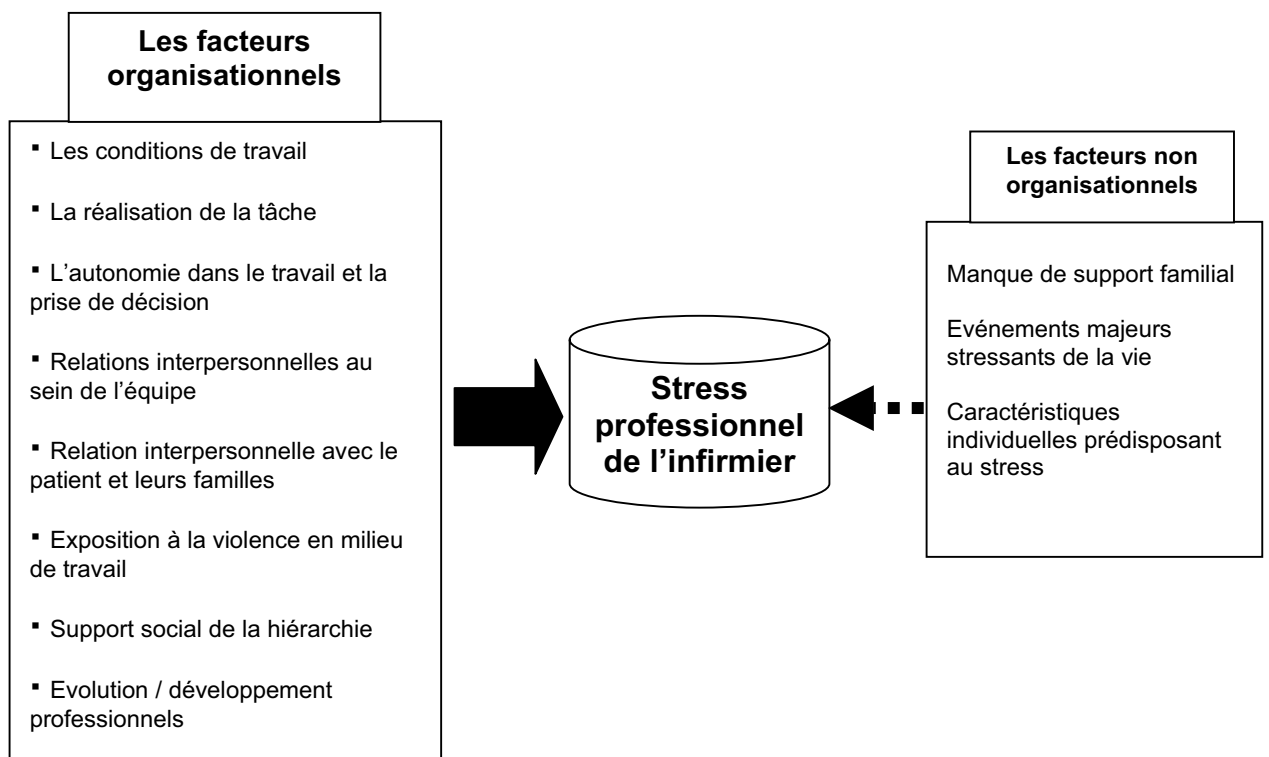 Les facteurs
organisationnels
▪ Les conditions de travail
▪ La réalisation de la tâche
▪ L’autonomie dans le travail et la
prise de décision
▪ Relations interpersonnelles au
sein de l’équipe
▪ Relation interpersonnelle avec le
patient et leurs familles
▪ Exposition à la violence en milieu
de travail
▪ Support social de la hiérarchie
▪ Evolution / développement
professionnels
Stress
professionnel
de l’infirmier
Les facteurs non
organisationnels
Manque de support familial
Evénements majeurs
stressants de la vie
Caractéristiques
individuelles prédisposant
au stress